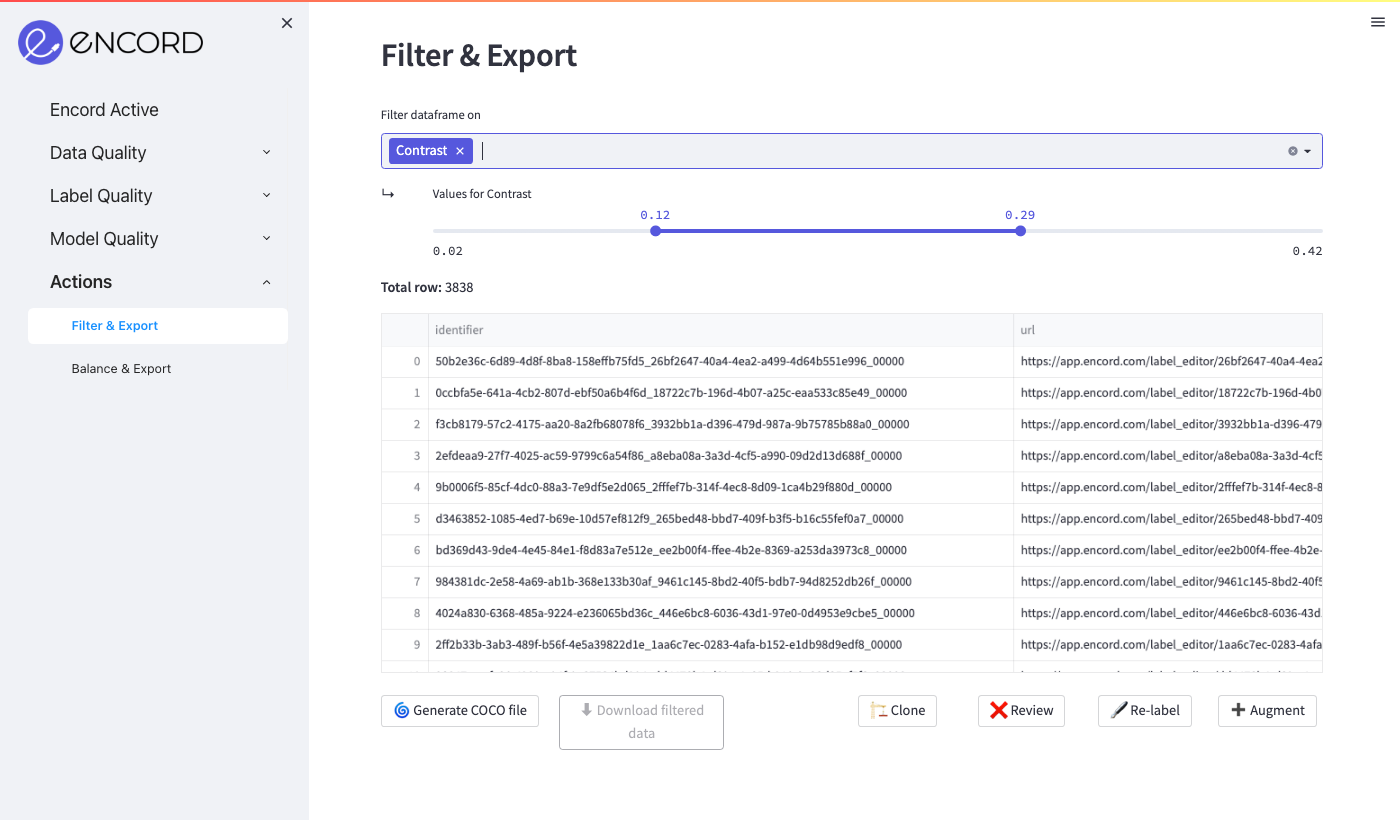 ENCORD
Encord Active
Data Quality
Label Quality
Model Quality
Actions
Filter & Export
Balance & Export
Filter & Export
Filter dataframe on
Contrast
Values for Contrast
0.12 0.29
0.02 0.42
Total row: 3838
identifier url
0 50b2e36c-6d89-4d8f-8ba8-158effb75fd5_26bf2647-40a4-4ea2-a499-4d64b551e996_00000 https://app.encord.com/label_editor/26bf2647-40a4-4ea2
1 0ccbfa5e-641a-4cb2-807d-ebf50a6b4f6d_18722c7b-196d-4b07-a25c-eaa533c85e49_00000 https://app.encord.com/label_editor/18722c7b-196d-4b0
2 f3cb8179-57c2-4175-aa20-8a2fb68078f6_3932bb1a-d396-479d-987a-9b75785b88a0_00000 https://app.encord.com/label_editor/3932bb1a-d396-479
3 2efdeaa9-27f7-4025-ac59-9799c6a54f86_a8eba08a-3a3d-4cf5-a990-09d2d13d688f_00000 https://app.encord.com/label_editor/a8eba08a-3a3d-4cf5
4 9b0006f5-85cf-4dc0-88a3-7e9df5e2d065_2fffef7b-314f-4ec8-8d09-1ca4b29f880d_00000 https://app.encord.com/label_editor/2fffef7b-314f-4ec8-8
5 d3463852-1085-4ed7-b69e-10d57ef812f9_265bed48-bbd7-409f-b3f5-b16c55fef0a7_00000 https://app.encord.com/label_editor/265bed48-bbd7-409
6 bd369d43-9de4-4e45-84e1-f8d83a7e512e_ee2b00f4-ffee-4b2e-8369-a253da3973c8_00000 https://app.encord.com/label_editor/ee2b00f4-ffee-4b2e-
7 984381dc-2e58-4a69-ab1b-368e133b30af_9461c145-8bd2-40f5-bdb7-94d8252db26f_00000 https://app.encord.com/label_editor/9461c145-8bd2-40f5
8 4024a830-6368-485a-9224-e236065bd36c_446e6bc8-6036-43d1-97e0-0d4953e9cbe5_00000 https://app.encord.com/label_editor/446e6bc8-6036-43d
9 2ff2b33b-3ab3-489f-b56f-4e5a39822d1e_1aa6c7ec-0283-4afa-b152-e1db98d9edf8_00000 https://app.encord.com/label_editor/1aa6c7ec-0283-4afa
Generate COCO file Download filtered data Clone Review Re-label Augment